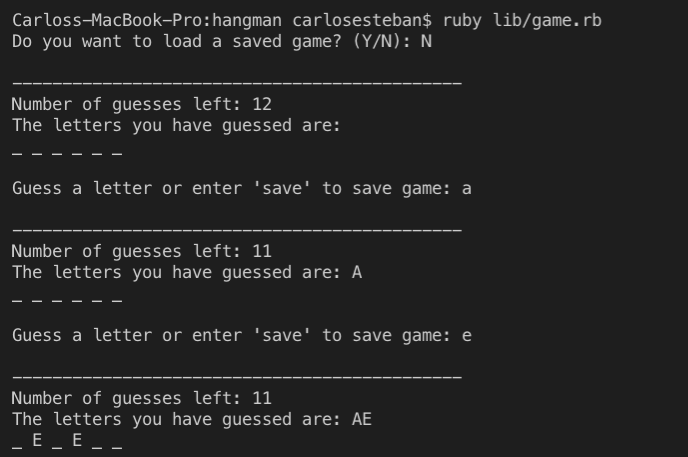 Carloss-MacBook-Pro:hangman carlosesteban$ ruby lib/game.rb
Do you want to load a saved game? (Y/N): N
_____________________________________________
Number of guesses left: 12
The letters you have guessed are:
_ _ _ _ _ _
Guess a letter or enter 'save' to save game: a
_____________________________________________
Number of guesses left: 11
The letters you have guessed are: A
_ _ _ _ _ _
Guess a letter or enter 'save' to save game: e
_____________________________________________
Number of guesses left: 11
The letters you have guessed are: AE
_ E _ E _ _